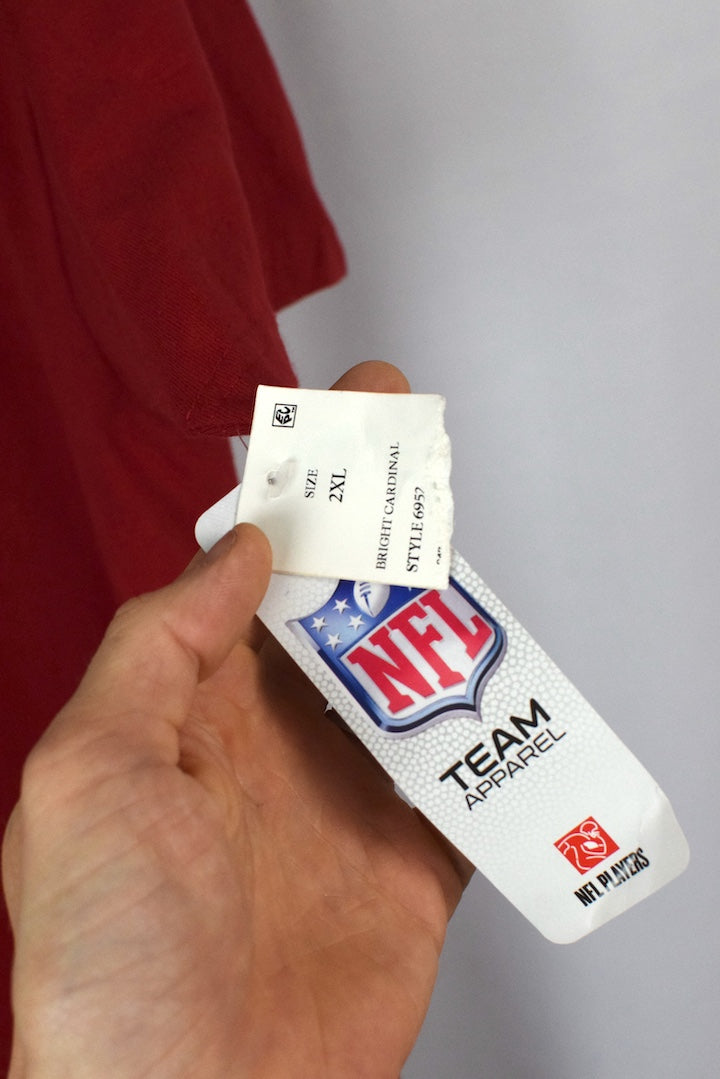 SIZE
2XL
BRIGHT CARDINAL
STYLE 6952
NFL
TEAM
APPAREL
NFL PLAYERS